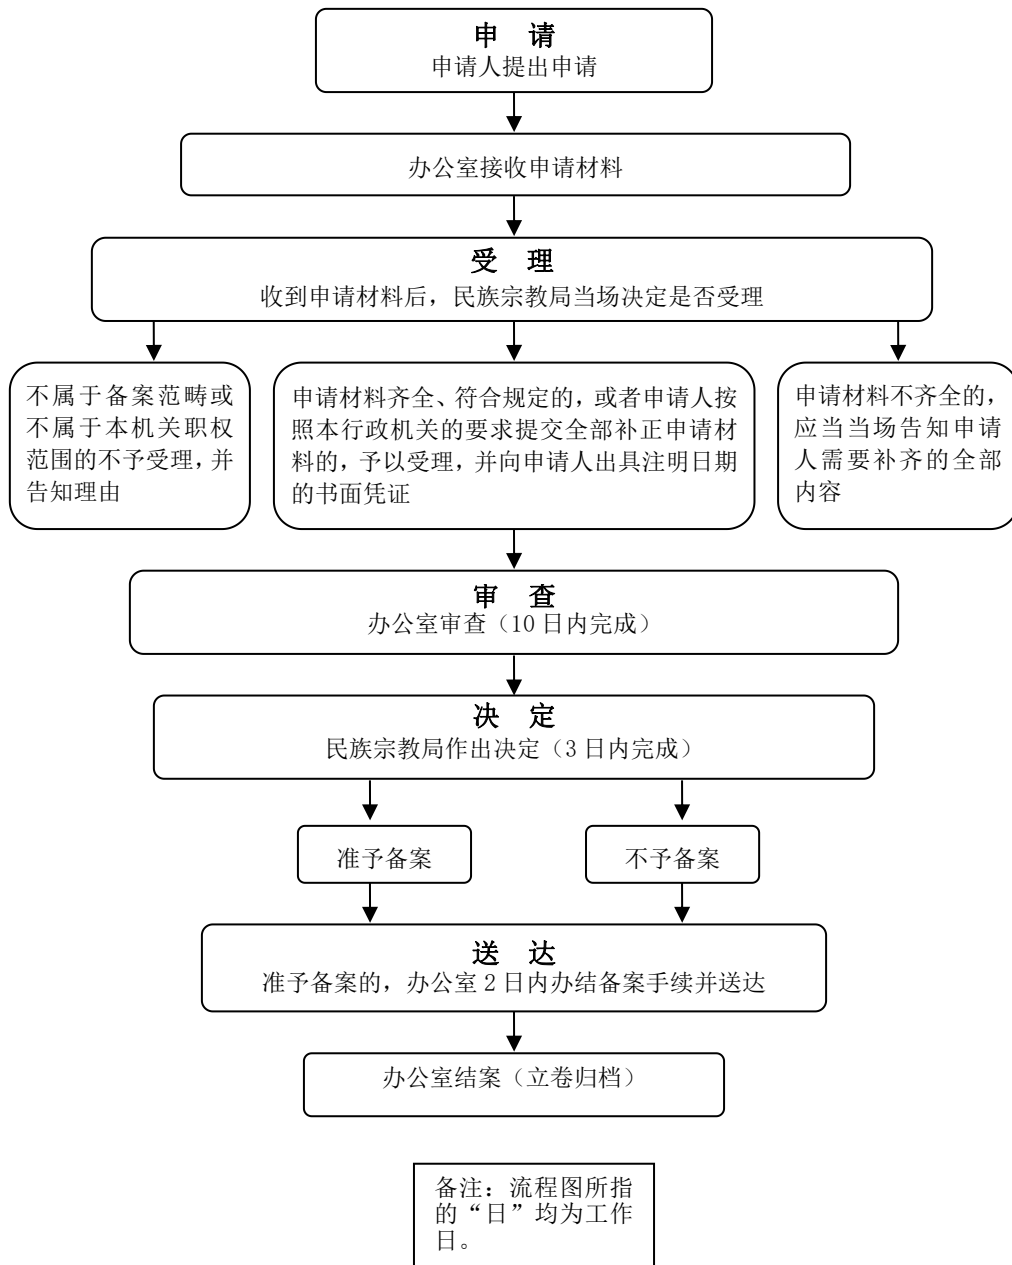 申 请
申请人提出申请
办公室接收申请材料
受 理
收到申请材料后，民族宗教局当场决定是否受理
不属于备案范畴或
不属于本机关职权
范围的不予受理，并
告知理由
申请材料齐全、符合规定的，或者申请人按
照本行政机关的要求提交全部补正申请材
料的，予以受理，并向申请人出具注明日期
的书面凭证
申请材料不齐全的，
应当当场告知申请
人需要补齐的全部
内容
审 查
办公室审查（10 日内完成）
决 定
民族宗教局作出决定（3 日内完成）
准予备案
不予备案
送 达
准予备案的，办公室 2 日内办结备案手续并送达
办公室结案（立卷归档）
备注：流程图所指
的“日”均为工作
日。